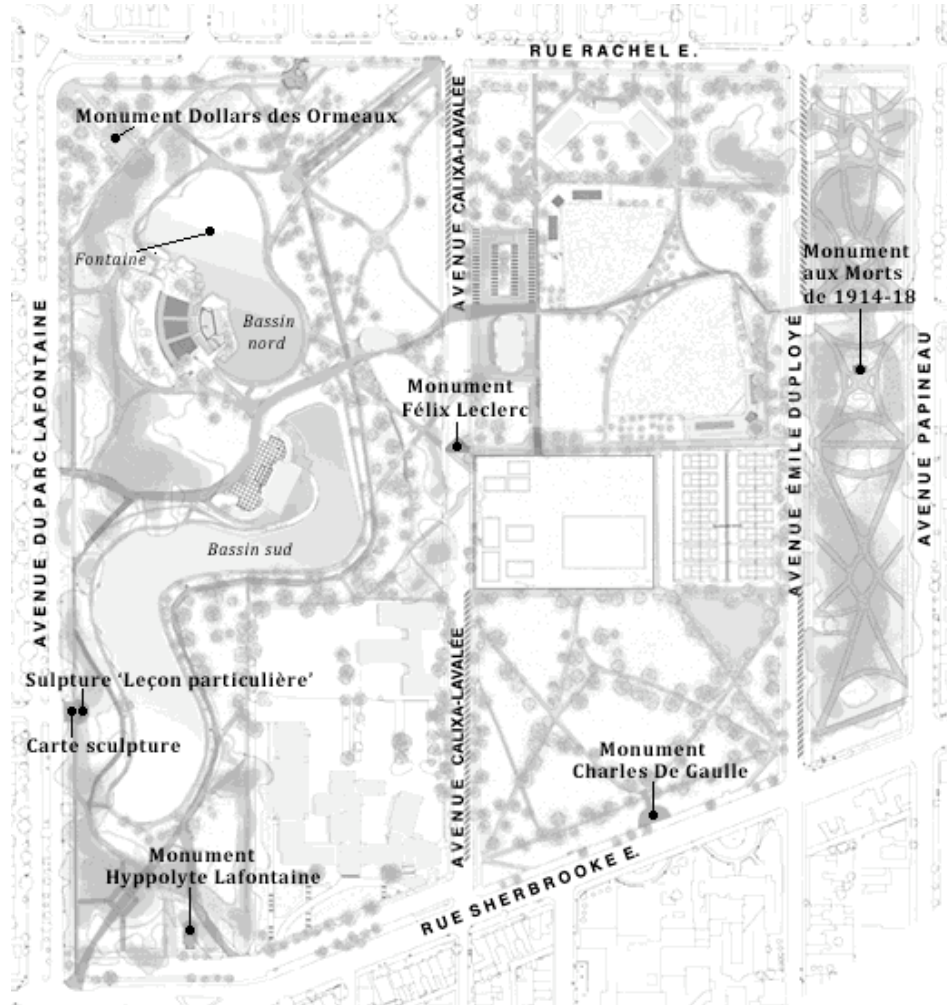 RUE RACHEL E.
Monument Dollars des Ormeaux
AVENUE CALIXA-LAVALÉE
Fontaine
Monument
aux Morts
de 1914-18
Bassin
nord
AVENUE DU PARC LAFONTAINE
AVENUE ÉMILE DUPLOYÉ
AVENUE PAPINEAU
Monument
Félix Leclerc
Bassin sud
AVENUE CALIXA-LAVALÉE
Sulpture ‘Leçon particulière’
Carte sculpture
Monument
Charles De Gaulle
Monument
Hyppolyte Lafontaine
RUE SHERBROOKE E.